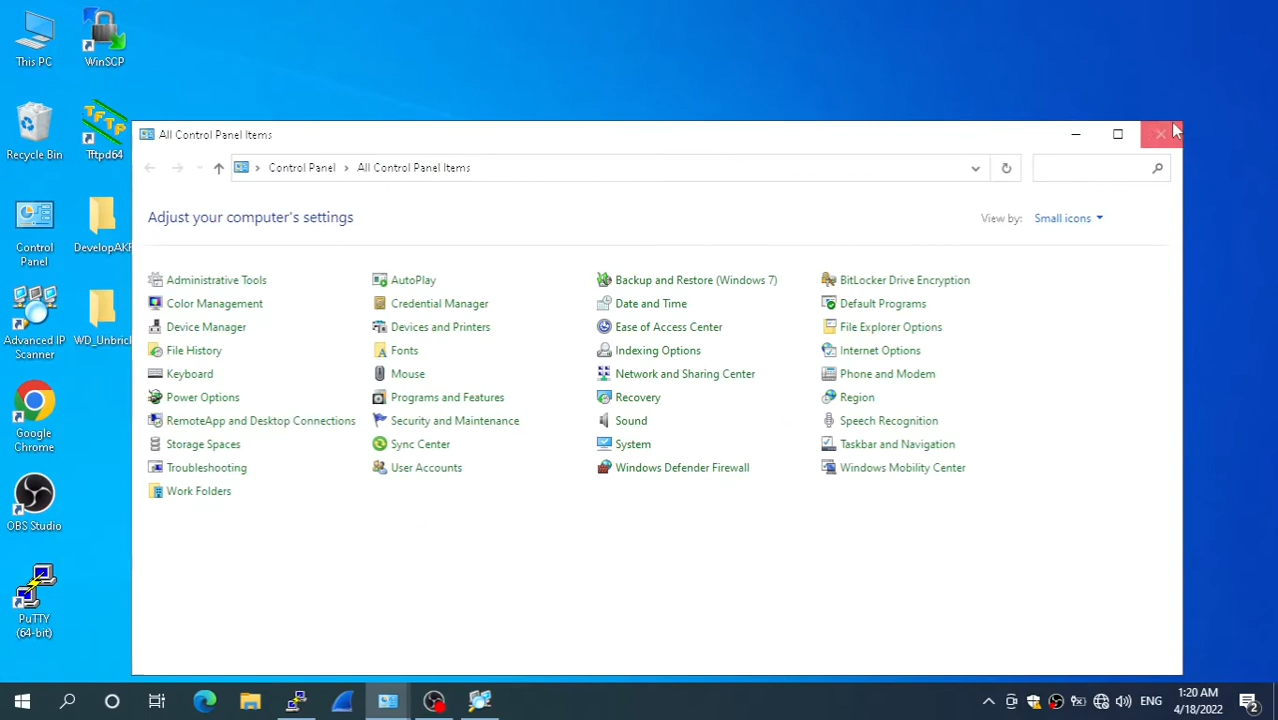 This PC
WinSCP
Recycle Bin
Tftpd64
Control
Panel
DevelopAKP
Advanced IP
Scanner
WD_Unbrick
Google
Chrome
OBS Studio
PuTTY
(64-bit)
All Control Panel Items
Control Panel
All Control Panel Items
Adjust your computer's settings
View by:
Small icons
Administrative Tools
AutoPlay
Backup and Restore (Windows 7)
BitLocker Drive Encryption
Color Management
Credential Manager
Date and Time
Default Programs
Device Manager
Devices and Printers
Ease of Access Center
File Explorer Options
File History
Fonts
Indexing Options
Internet Options
Keyboard
Mouse
Network and Sharing Center
Phone and Modem
Power Options
Programs and Features
Recovery
Region
RemoteApp and Desktop Connections
Security and Maintenance
Sound
Speech Recognition
Storage Spaces
Sync Center
System
Taskbar and Navigation
Troubleshooting
User Accounts
Windows Defender Firewall
Windows Mobility Center
Work Folders
ENG
1:20 AM
4/18/2022
2